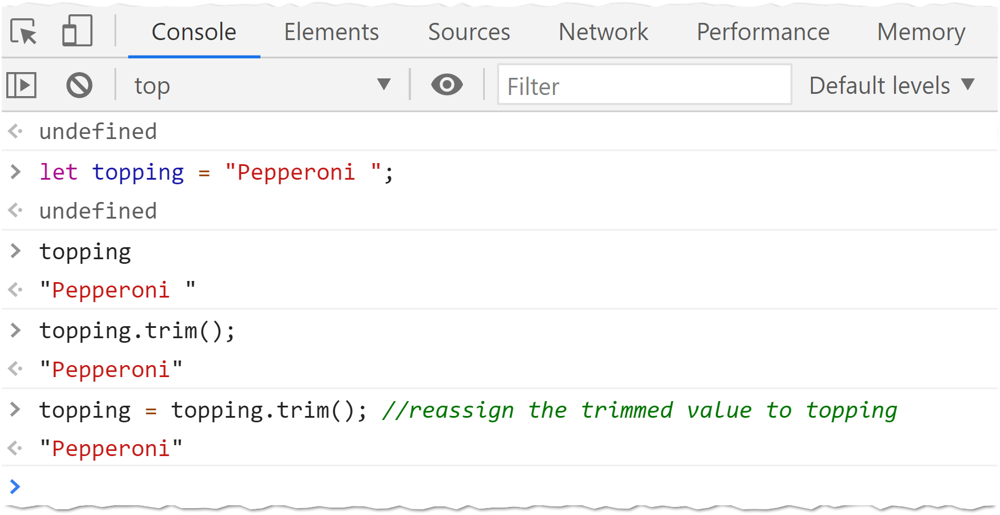 Console Elements Sources Network Performance Memory
top Filter Default levels
undefined
let topping = "Pepperoni ";
undefined
topping
"Pepperoni "
topping.trim();
"Pepperoni"
topping = topping.trim(); //reassign the trimmed value to topping
"Pepperoni"